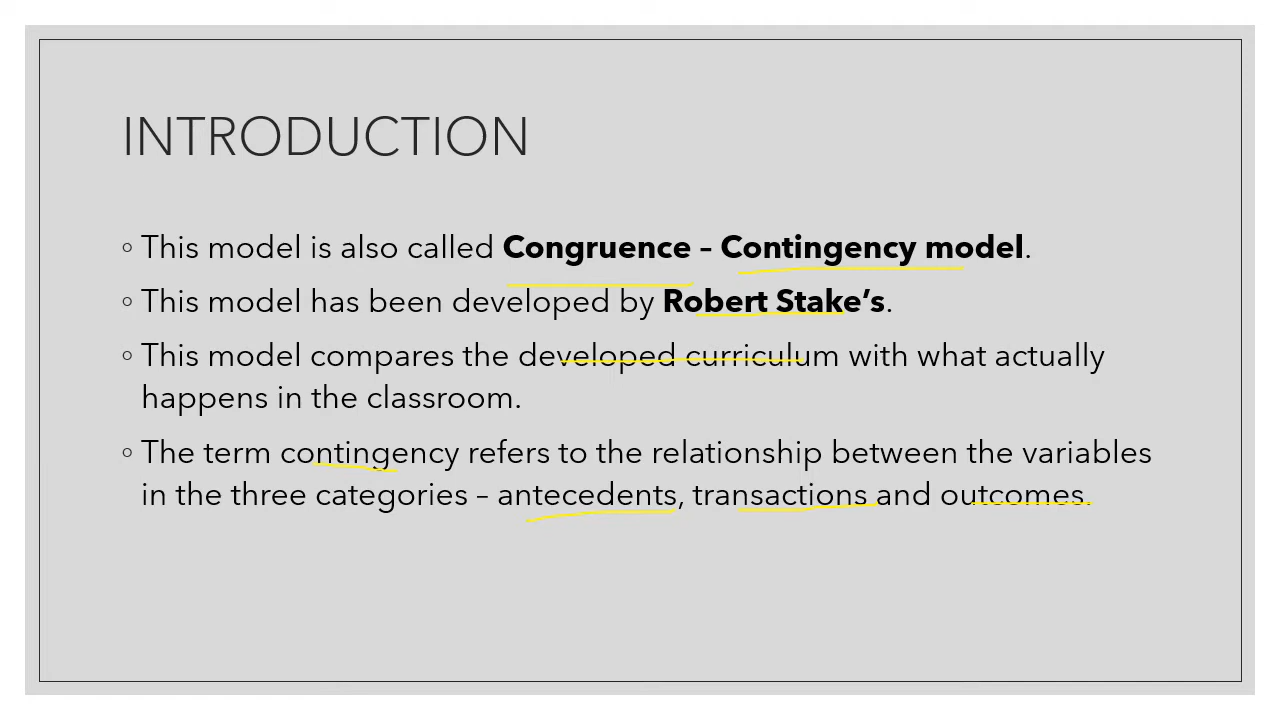 INTRODUCTION
◦ This model is also called Congruence – Contingency model.
◦ This model has been developed by Robert Stake’s.
◦ This model compares the developed curriculum with what actually
happens in the classroom.
◦ The term contingency refers to the relationship between the variables
in the three categories – antecedents, transactions and outcomes.